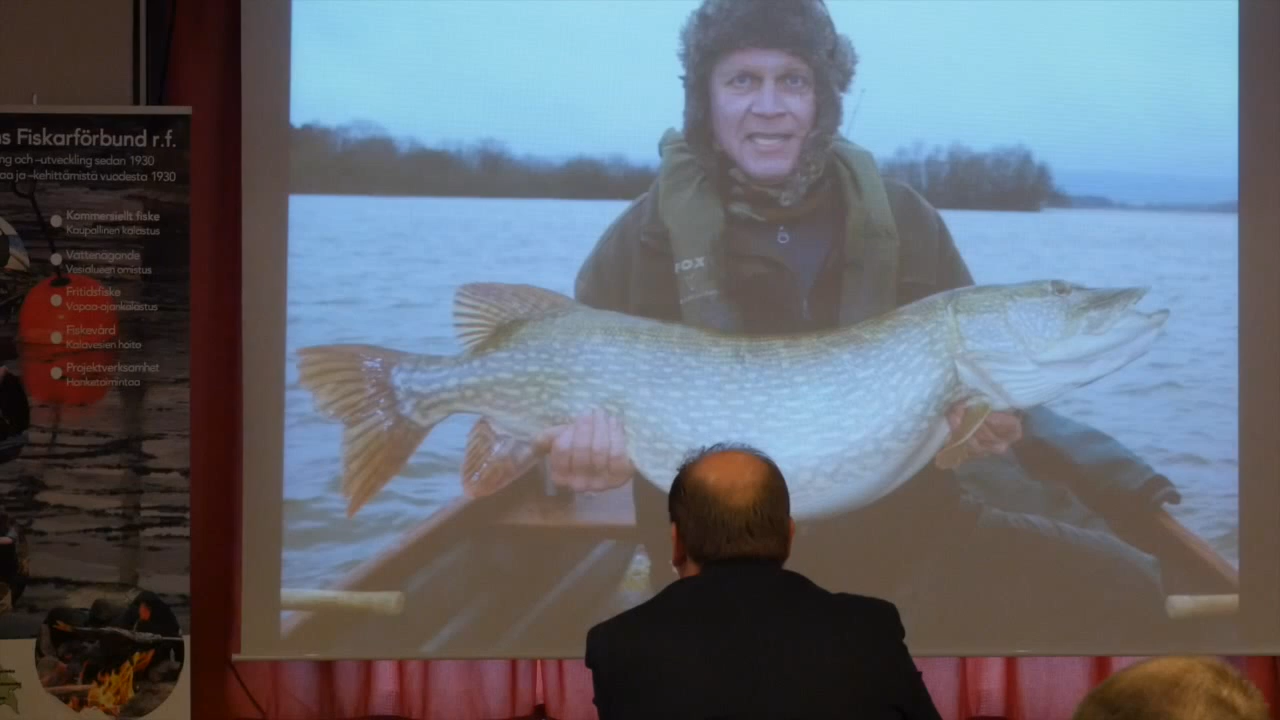 s Fiskarförbund r.f.
ng och -utveckling sedan 1930
aa ja -kehittämistä vuodesta 1930
Kommersiellt fiske
Kaupallinen kalastus
Vattenägande
Vesialueen omistus
Fritidsfiske
Vapaa-ajankalastus
Fiskevård
Kalavesien hoito
Projektverksamhet
Hanketoimintaa
FOX